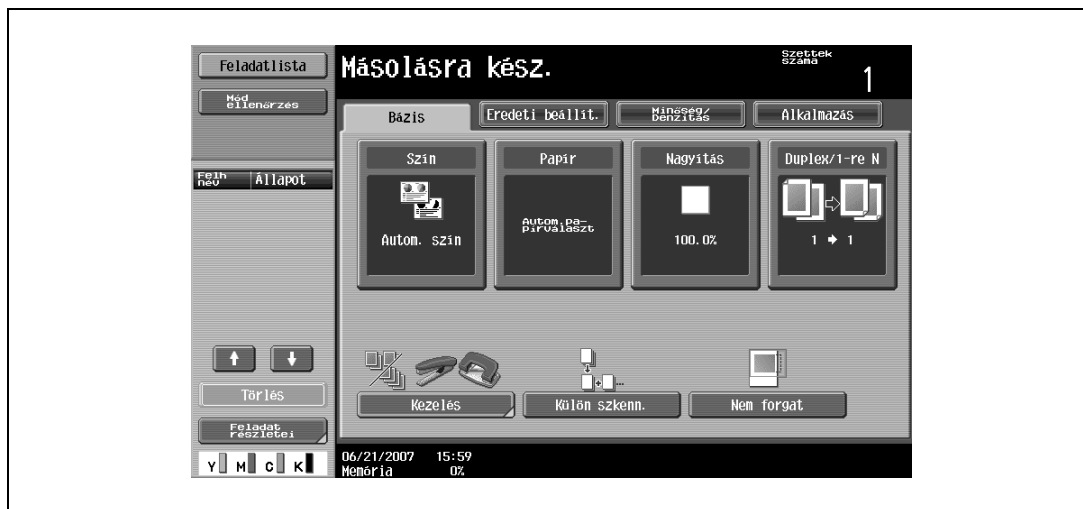 Feladatlista
Mód
ellenőrzés
Felh
név
Állapot
Törlés
Feladat
részletei
Y M C K
Másolásra kész.
Szettek
száma
1
Bázis
Eredeti beállít.
Minőség/
Denzitás
Alkalmazás
Szín
Autom. szín
Papír
Autom.pa-
pírválaszt
Nagyítás
100.0%
Duplex/1-re N
1 → 1
Kezelés
Külön szkenn.
Nem forgat
06/21/2007 15:59
Memória 0%